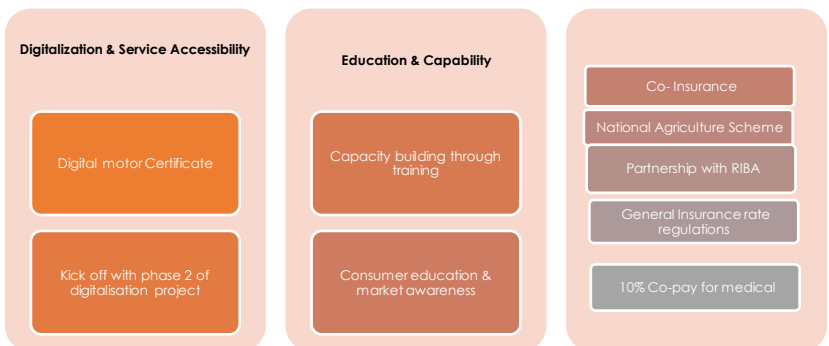 Digitalization & Service Accessibility
Digital motor Certificate
Kick off with phase 2 of
digitalisation project
Education & Capability
Capacity building through
training
Consumer education &
market awareness
Co- Insurance
National Agriculture Scheme
Partnership with RIBA
General Insurance rate
regulations
10% Co-pay for medical